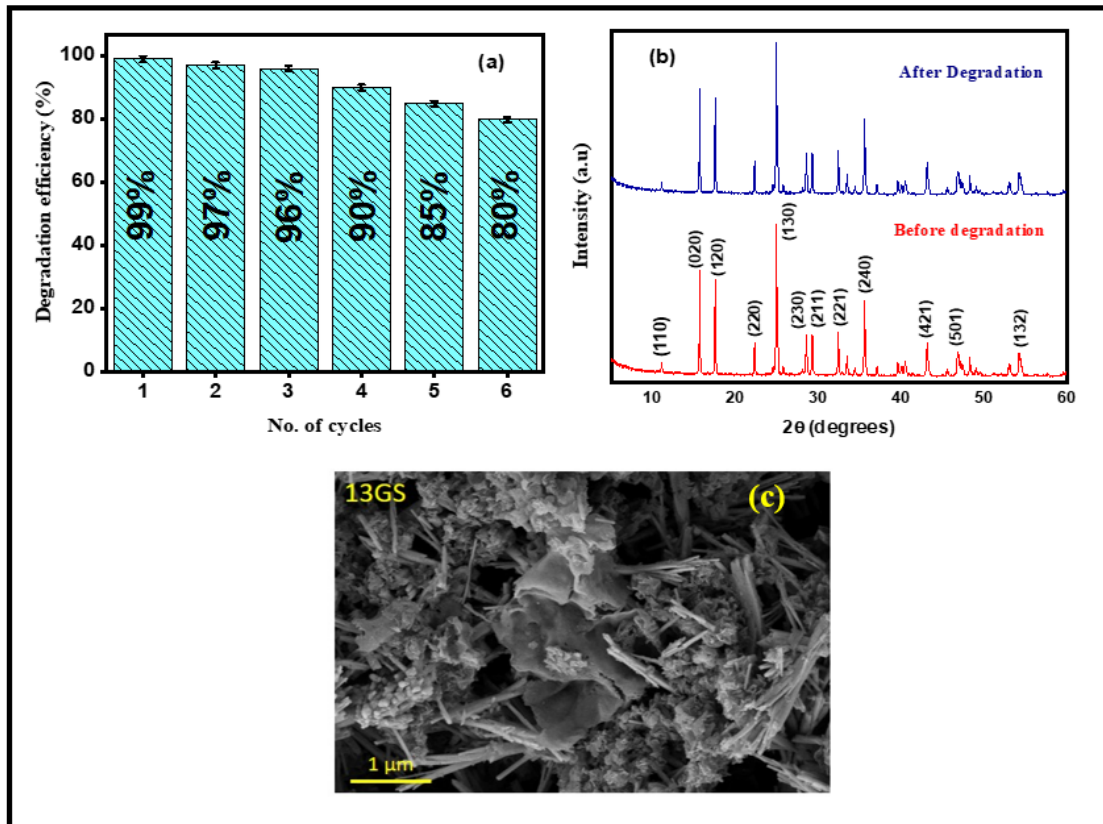 (a)
Degradation efficiency (%)
100
80
60
40
20
0
99%
97%
96%
90%
85%
80%
1 2 3 4 5 6
No. of cycles
(b)
After Degradation
Before degradation
Intensity (a.u)
(110)
(020)
(120)
(220)
(130)
(230)
(211)
(221)
(240)
(421)
(501)
(132)
10 20 30 40 50 60
2θ (degrees)
13GS
(c)
1 µm